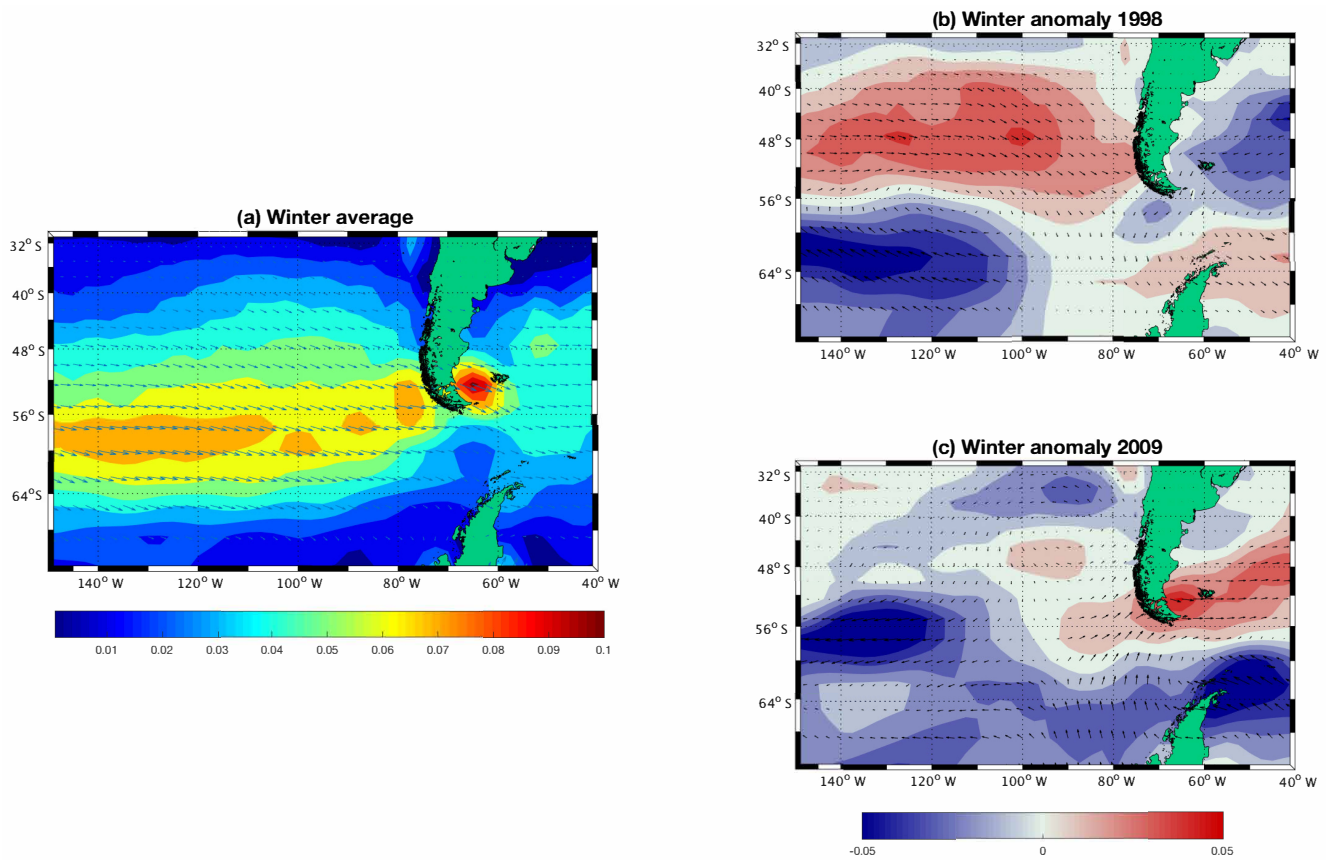 (a) Winter average
32° S
40° S
48° S
56° S
64° S
140° W 120° W 100° W 80° W 60° W 40° W
0.01 0.02 0.03 0.04 0.05 0.06 0.07 0.08 0.09 0.1
(b) Winter anomaly 1998
32° S
40° S
48° S
56° S
64° S
140° W 120° W 100° W 80° W 60° W 40° W
(c) Winter anomaly 2009
32° S
40° S
48° S
56° S
64° S
140° W 120° W 100° W 80° W 60° W 40° W
-0.05 0 0.05